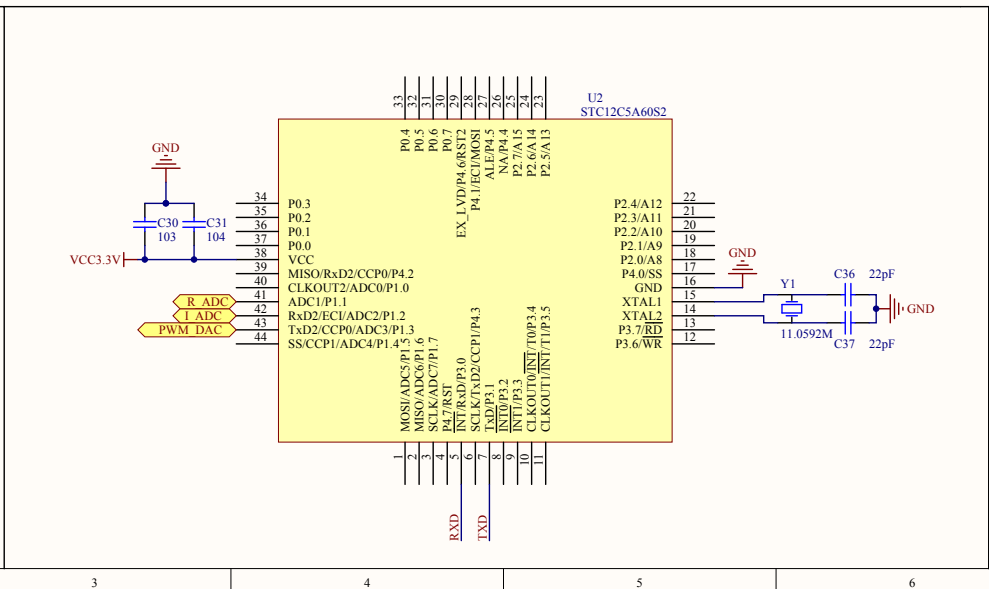 U2
STC12C5A60S2
33
32
31
30
29
28
27
26
25
24
23
P0.4
P0.5
P0.6
P0.7
EX_LVD/P4.6/RST2
P4.1/ECI/MOSI
ALE/P4.5
NA/P4.4
P2.7/A15
P2.6/A14
P2.5/A13
GND
C30
103
C31
104
VCC3.3V
34 P0.3
35 P0.2
36 P0.1
37 P0.0
38 VCC
39 MISO/RxD2/CCP0/P4.2
40 CLKOUT2/ADC0/P1.0
R_ADC 41 ADC1/P1.1
I_ADC 42 RxD2/ECI/ADC2/P1.2
PWM_DAC 43 TxD2/CCP0/ADC3/P1.3
44 SS/CCP1/ADC4/P1.4
P2.4/A12 22
P2.3/A11 21
P2.2/A10 20
P2.1/A9 19
P2.0/A8 18
P4.0/SS 17
GND 16
XTAL1 15
XTAL2 14
P3.7/RD 13
P3.6/WR 12
GND
Y1
11.0592M
C36 22pF
C37 22pF
GND
MOSI/ADC5/P1.5
MISO/ADC6/P1.6
SCLK/ADC7/P1.7
P4.7/RST
INT/RxD/P3.0
SCLK/TxD2/CCP1/P4.3
TxD/P3.1
INT0/P3.2
INT1/P3.3
CLKOUT0/INT/T0/P3.4
CLKOUT1/INT/T1/P3.5
1
2
3
4
5
6
7
8
9
10
11
RXD
TXD
3 4 5 6